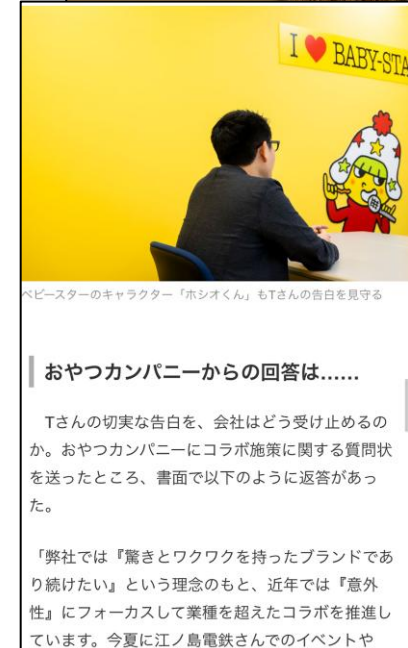 I ❤ BABY-STA
ベビースターのキャラクター「ホシオくん」もTさんの告白を見守る
おやつカンパニーからの回答は……
Tさんの切実な告白を、会社はどう受け止めるの
か。おやつカンパニーにコラボ施策に関する質問状
を送ったところ、書面で以下のように返答があっ
た。
「弊社では『驚きとワクワクを持ったブランドであ
り続けたい』という理念のもと、近年では『意外
性』にフォーカスして業種を超えたコラボを推進し
ています。今夏に江ノ島電鉄さんでのイベントや